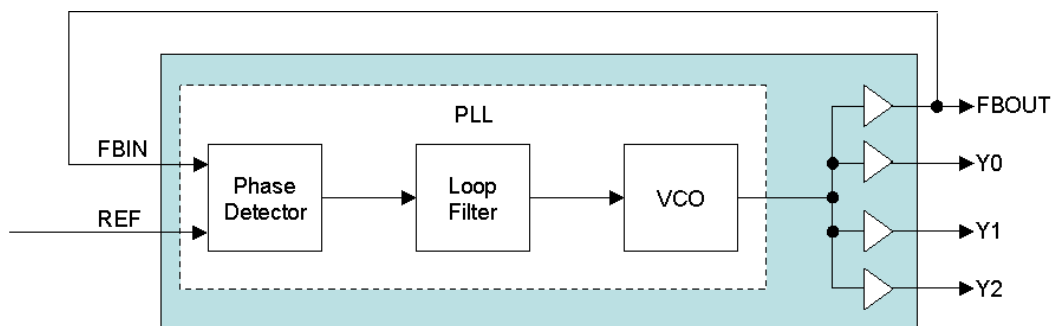 PLL
FBOUT
FBIN
Phase
Detector
Loop
Filter
VCO
Y0
REF
Y1
Y2